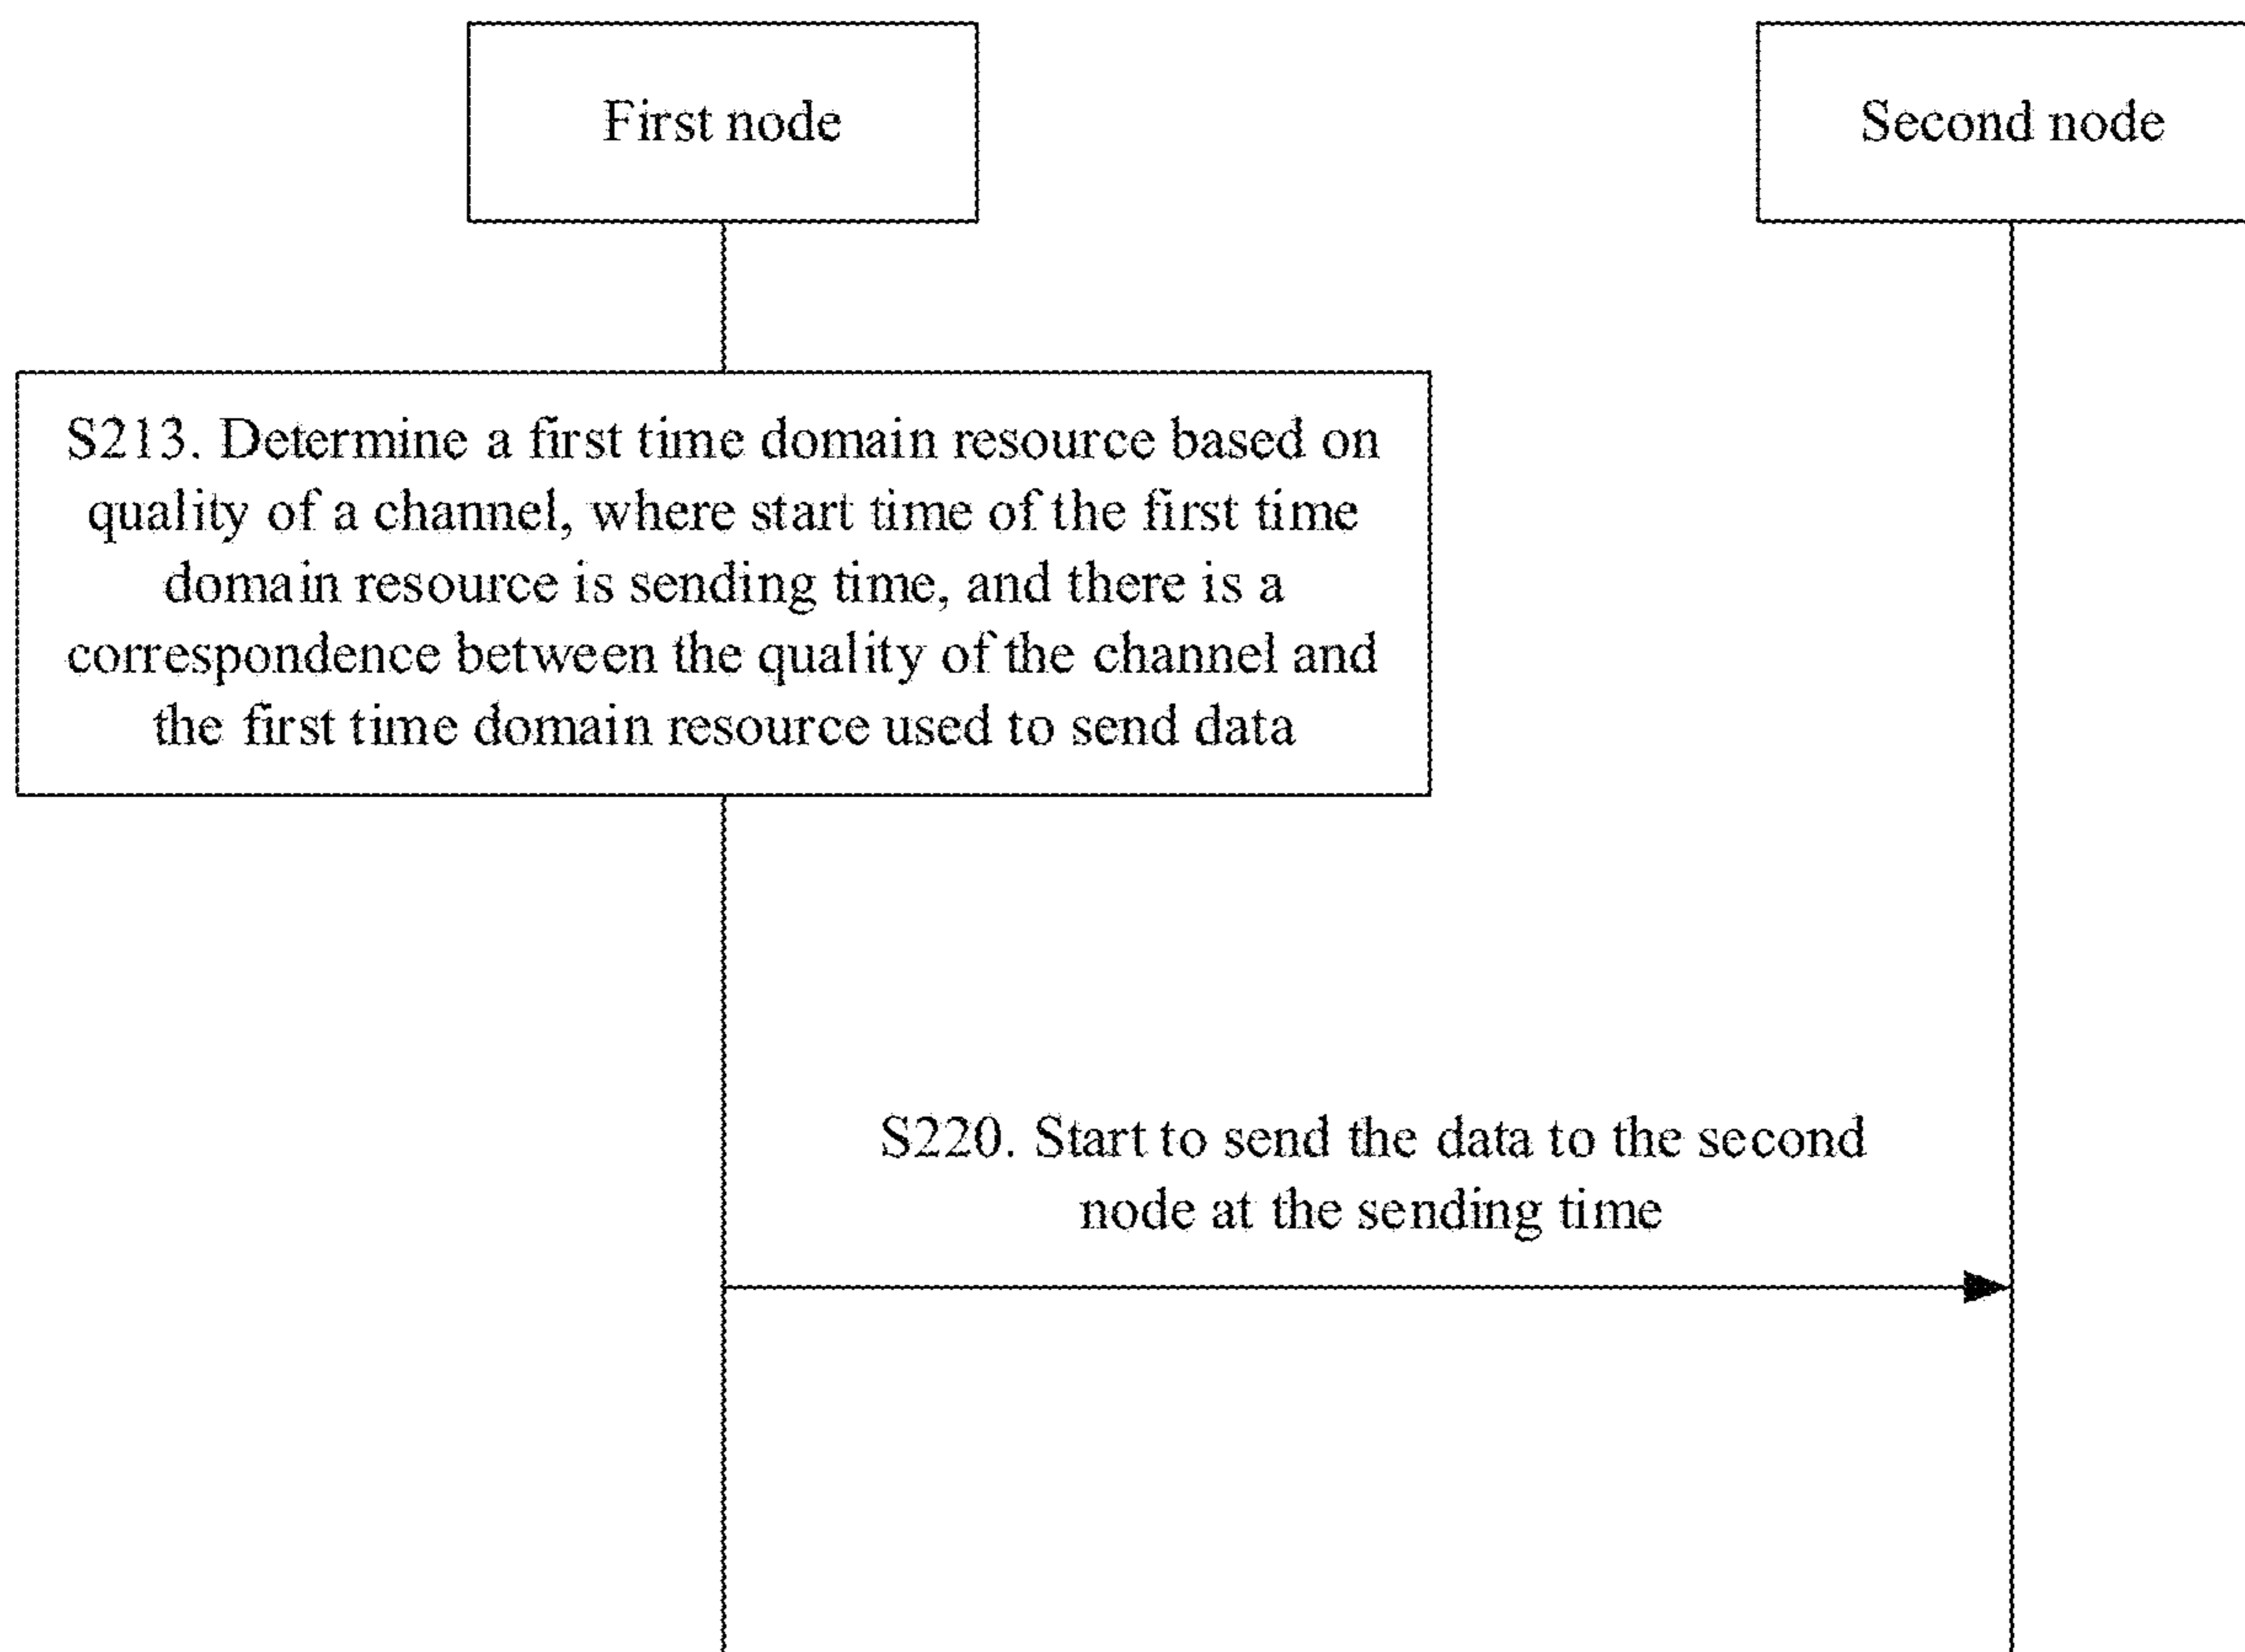 First node
Second node
S213. Determine a first time domain resource based on
quality of a channel, where start time of the first time
domain resource is sending time, and there is a
correspondence between the quality of the channel and
the first time domain resource used to send data
S220. Start to send the data to the second
node at the sending time